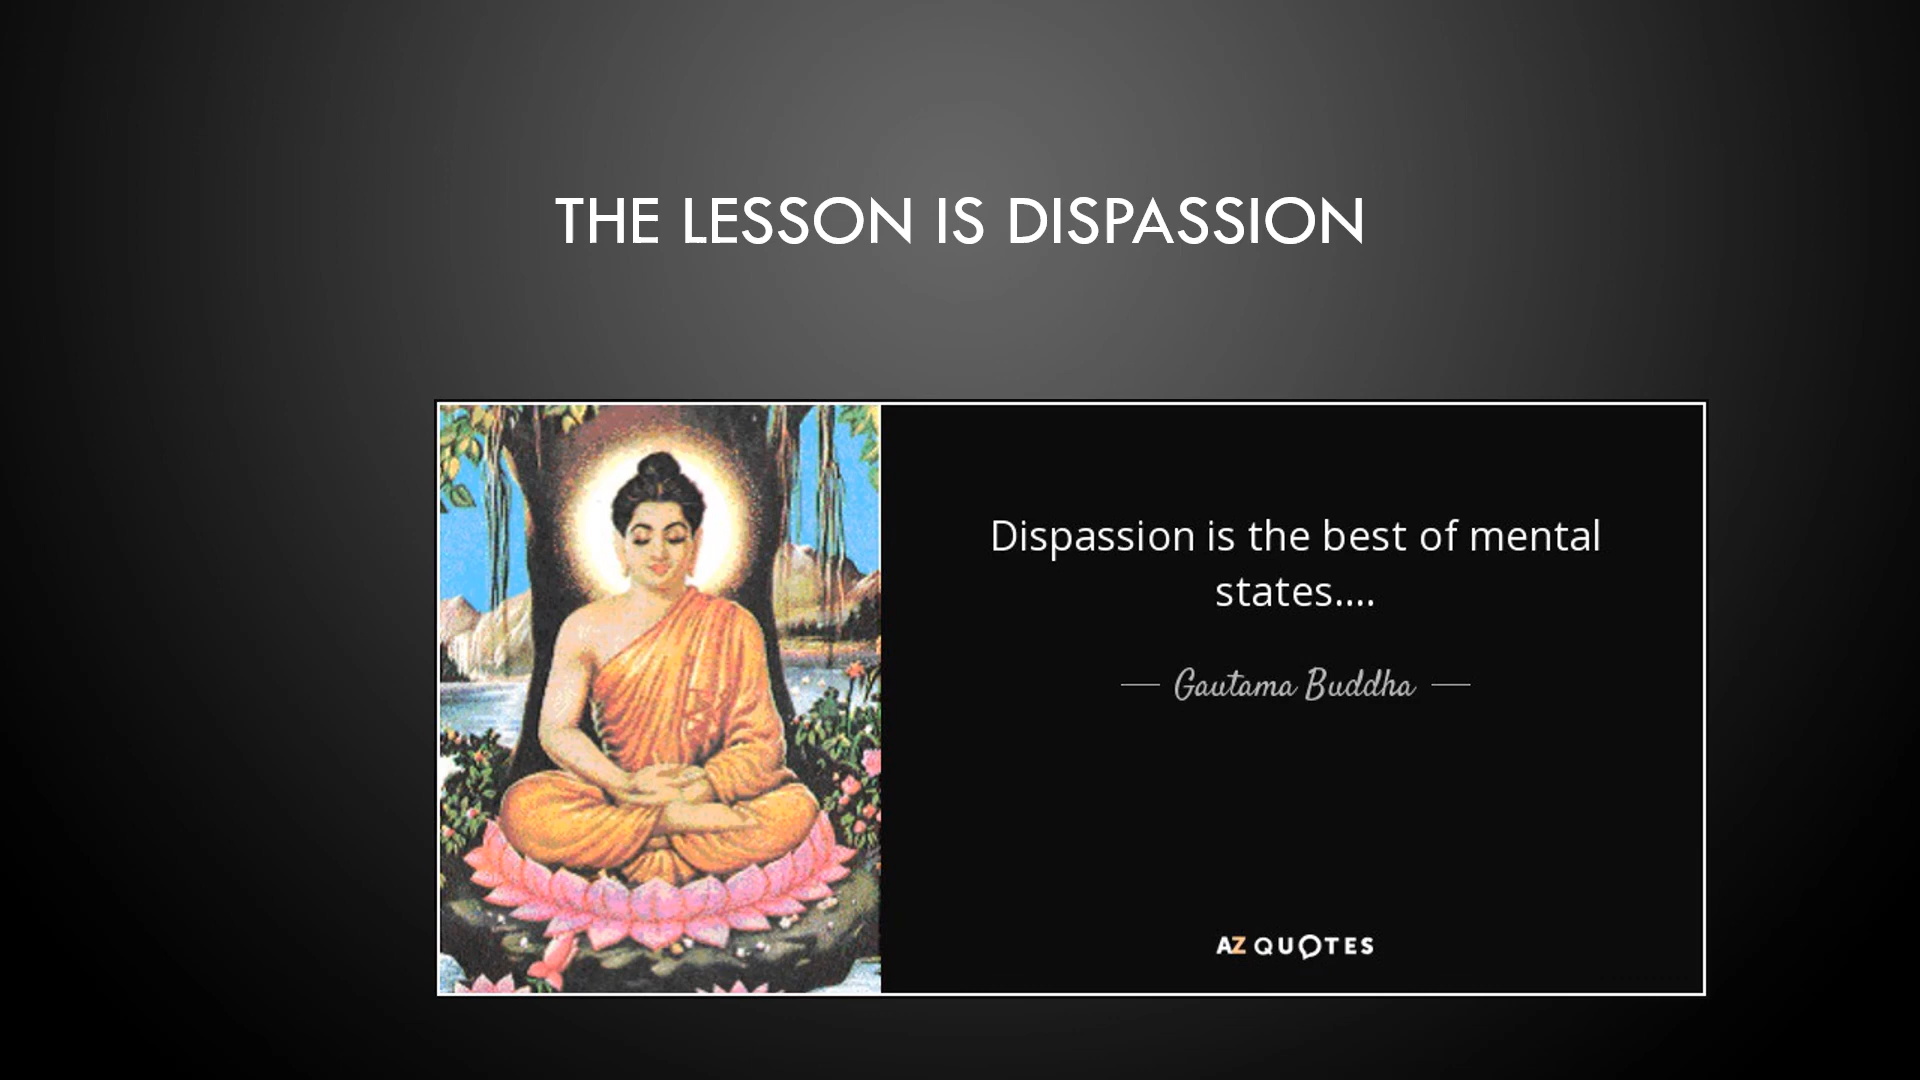 THE LESSON IS DISPASSION
Dispassion is the best of mental
states....
Gautama Buddha
AZ QUOTES